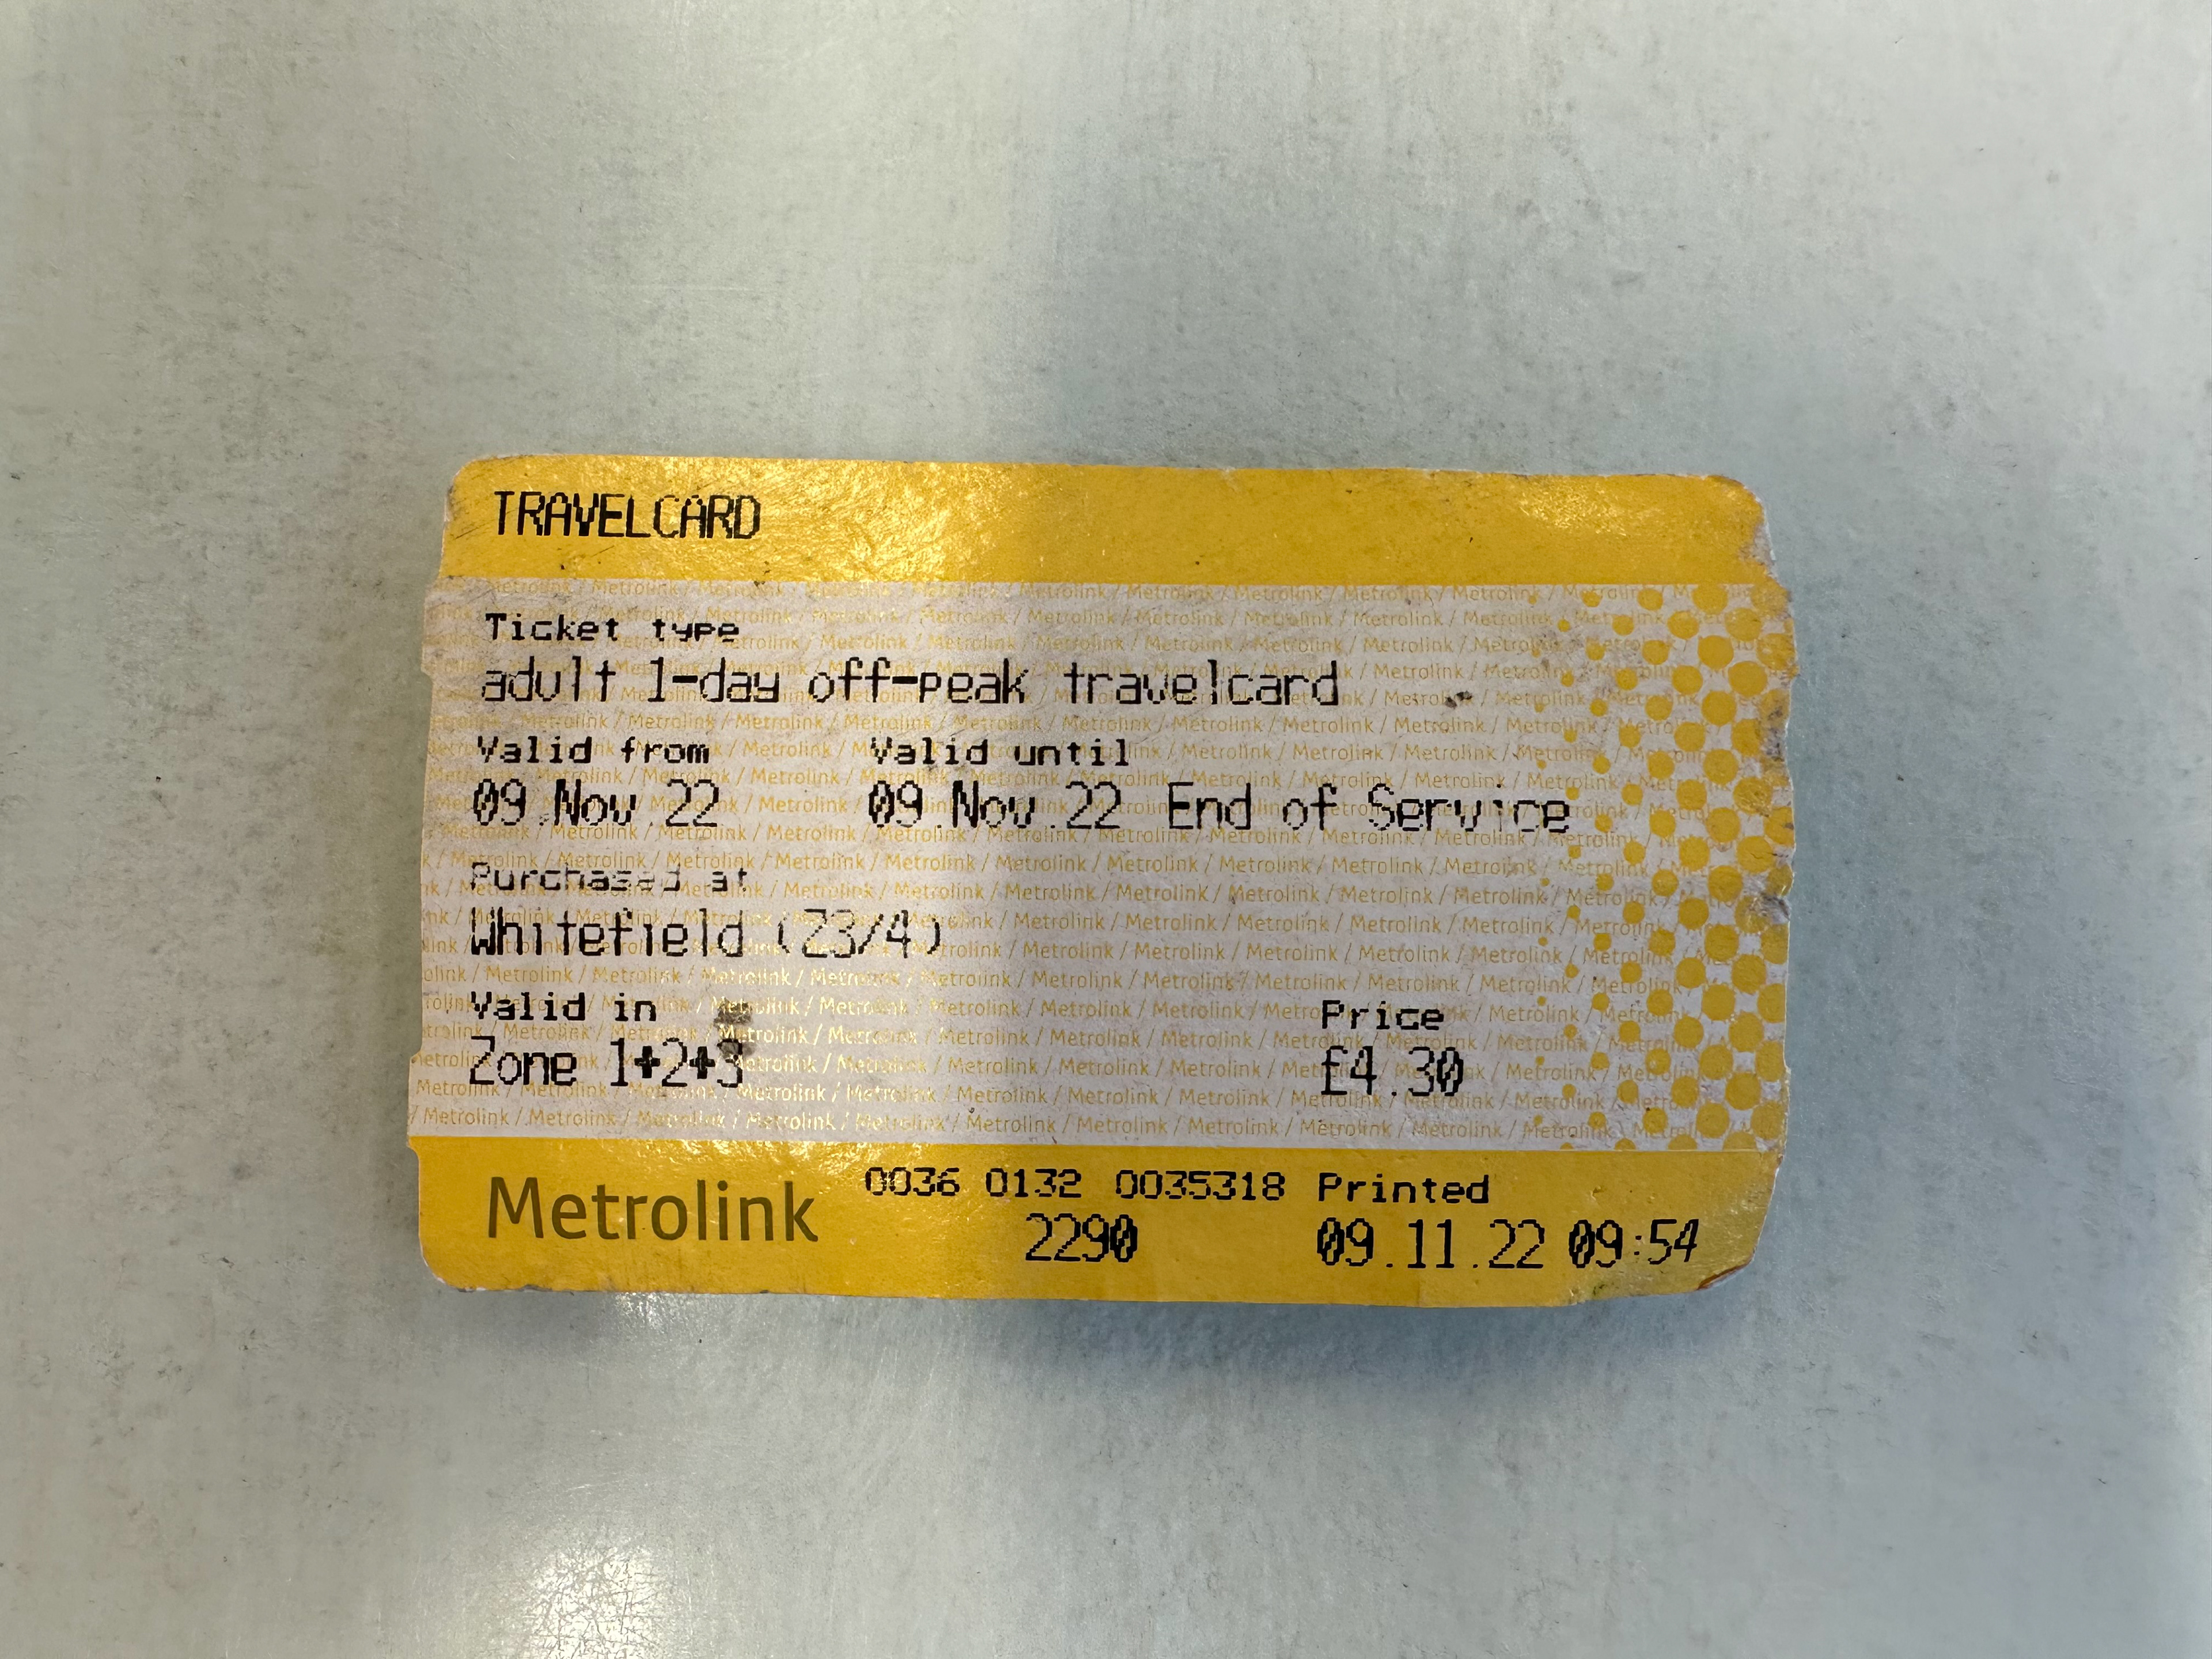 TRAVELCARD
Ticket type
adult 1-day off-peak travelcard
Valid from Valid until
09 Nov 22 09 Nov 22 End of Service
Purchased at
Whitefield (Z3/4)
Valid in Price
Zone 1+2+3 £4.30
Metrolink 0036 0132 0035318 Printed
2290 09.11.22 09:54